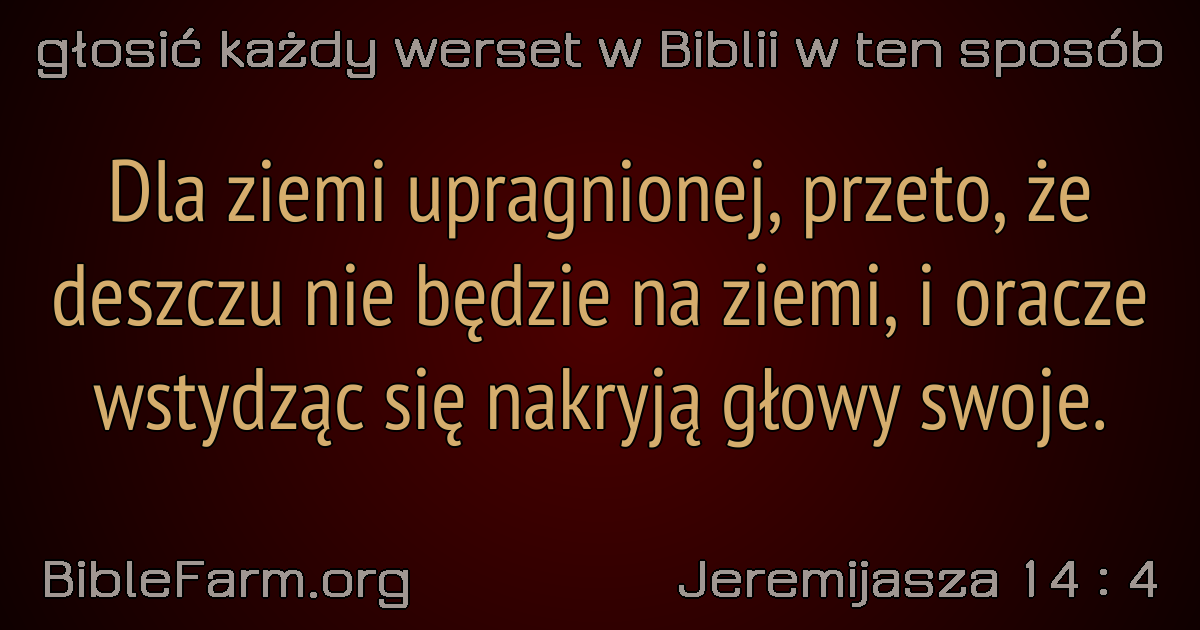 głosić każdy werset w Biblii w ten sposób
Dla ziemi upragnionej, przeto, że
deszczu nie będzie na ziemi, i oracze
wstydząc się nakryją głowy swoje.
BibleFarm.org
Jeremijasza 14 : 4